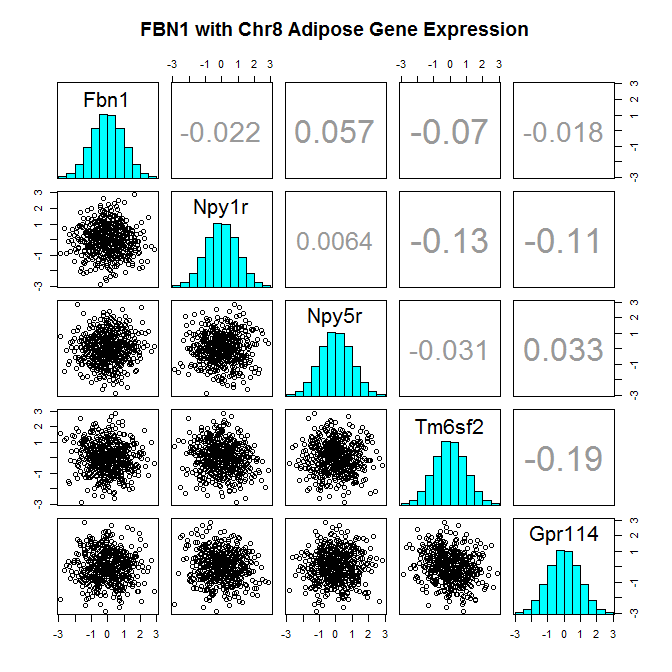 FBN1 with Chr8 Adipose Gene Expression
-3 -1 0 1 2 3 -3 -1 0 1 2 3
Fbn1 -0.022 0.057 -0.07 -0.018 -3 -1 1 2 3
-3 -1 1 2 3 Npy1r 0.0064 -0.13 -0.11
Npy5r -0.031 0.033 -3 -1 1 2 3
-3 -1 1 2 3 Tm6sf2 -0.19
Gpr114 -3 -1 1 2 3
-3 -1 0 1 2 3 -3 -1 0 1 2 3 -3 -1 0 1 2 3